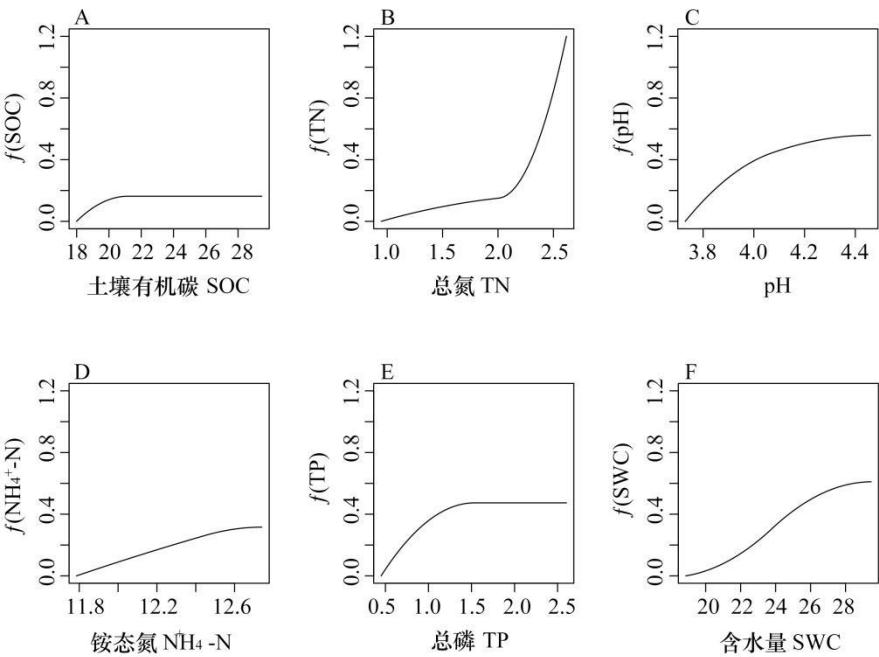 A
f(SOC)
0.0 0.4 0.8 1.2
18 20 22 24 26 28
土壤有机碳 SOC
B
f(TN)
0.0 0.4 0.8 1.2
1.0 1.5 2.0 2.5
总氮 TN
C
f(pH)
0.0 0.4 0.8 1.2
3.8 4.0 4.2 4.4
pH
D
f(NH₄⁺-N)
0.0 0.4 0.8 1.2
11.8 12.2 12.6
铵态氮 NH₄⁺-N
E
f(TP)
0.0 0.4 0.8 1.2
0.5 1.0 1.5 2.0 2.5
总磷 TP
F
f(SWC)
0.0 0.4 0.8 1.2
20 22 24 26 28
含水量 SWC